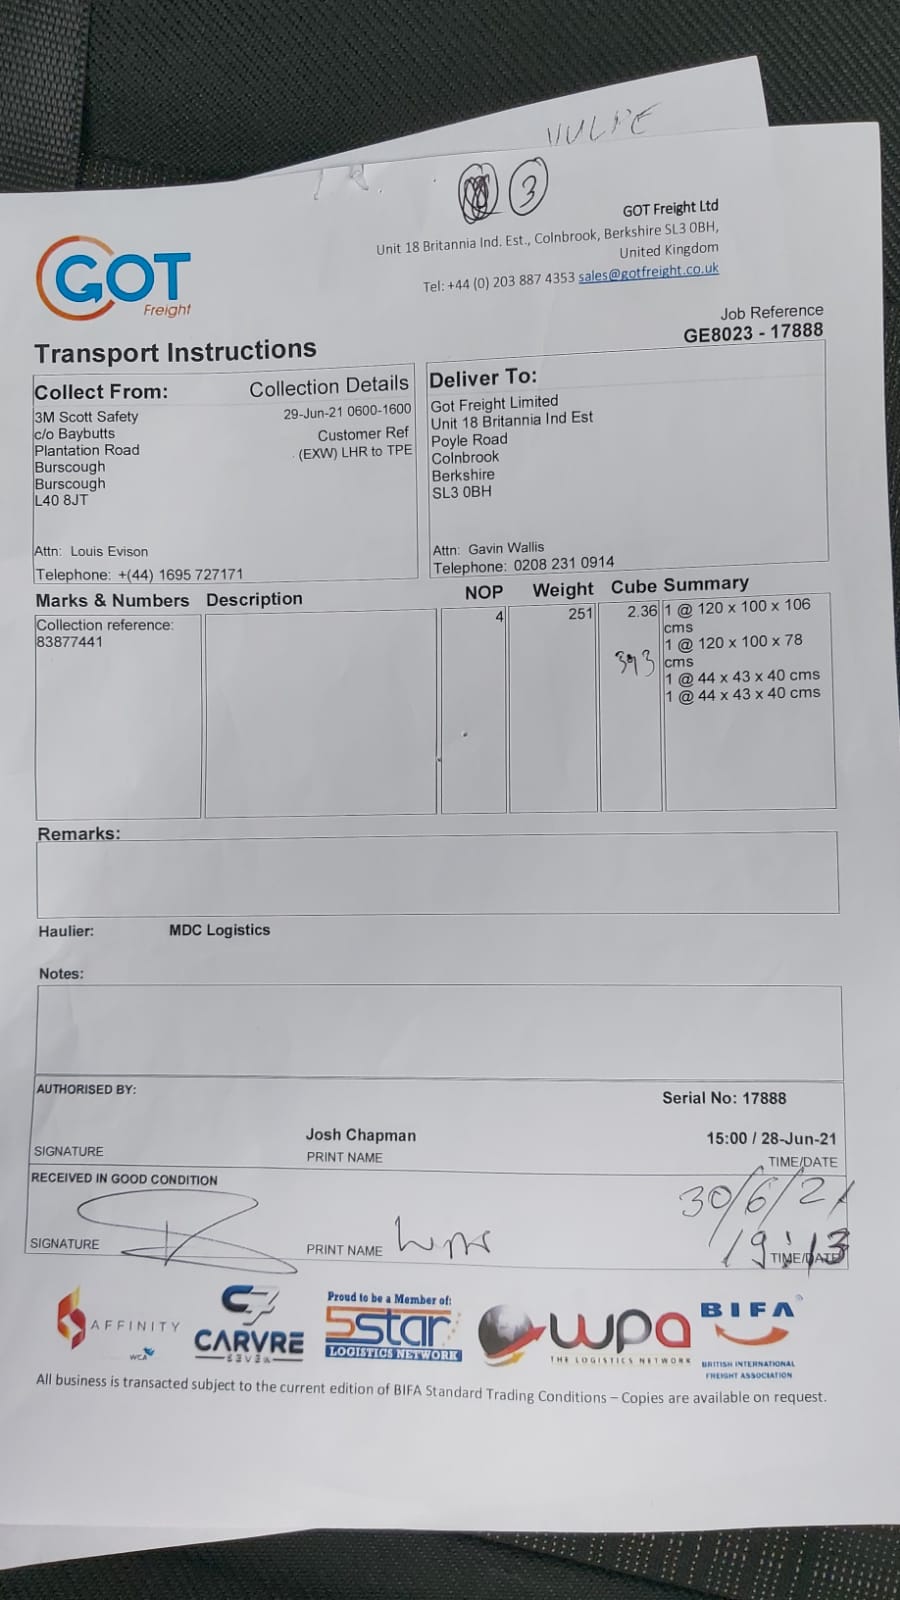 VULPE
3
GOT Freight Ltd
Unit 18 Britannia Ind. Est., Colnbrook, Berkshire SL3 0BH,
United Kingdom
Tel: +44 (0) 203 887 4353 sales@gotfreight.co.uk
GOT
Freight
Job Reference
GE8023 - 17888
Transport Instructions
Collect From: Collection Details
3M Scott Safety 29-Jun-21 0600-1600
c/o Baybutts Customer Ref
Plantation Road (EXW) LHR to TPE
Burscough
Burscough
L40 8JT
Attn: Louis Evison
Telephone: +(44) 1695 727171
Deliver To:
Got Freight Limited
Unit 18 Britannia Ind Est
Poyle Road
Colnbrook
Berkshire
SL3 0BH
Attn: Gavin Wallis
Telephone: 0208 231 0914
Marks & Numbers Description NOP Weight Cube Summary
Collection reference: 4 251 2.36 1 @ 120 x 100 x 106
83877441 cms
1 @ 120 x 100 x 78
393 cms
1 @ 44 x 43 x 40 cms
1 @ 44 x 43 x 40 cms
Remarks:
Haulier: MDC Logistics
Notes:
AUTHORISED BY:
Serial No: 17888
Josh Chapman 15:00 / 28-Jun-21
SIGNATURE PRINT NAME TIME/DATE
RECEIVED IN GOOD CONDITION
30/6/21
SIGNATURE PRINT NAME 19:13 TIME/DATE
AFFINITY
WCA
C7
CARVRE
SEVEN
Proud to be a Member of:
5star
LOGISTICS NETWORK
wpa
THE LOGISTICS NETWORK
BIFA
BRITISH INTERNATIONAL
FREIGHT ASSOCIATION
All business is transacted subject to the current edition of BIFA Standard Trading Conditions – Copies are available on request.